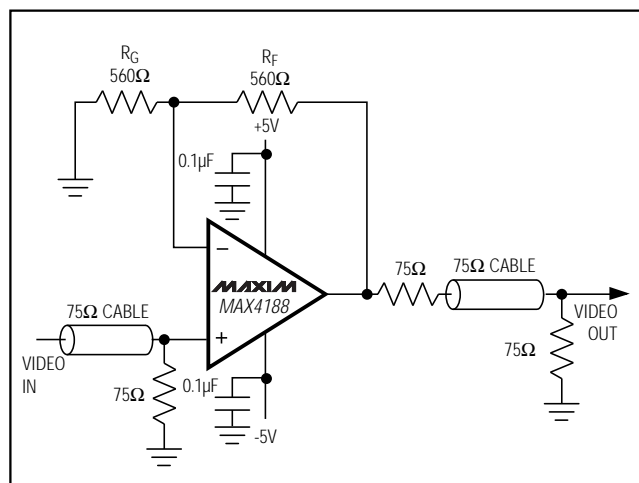 RG
560Ω
RF
560Ω
+5V
0.1µF
MAXIM
MAX4188
75Ω
75Ω CABLE
75Ω CABLE
VIDEO
IN
VIDEO
OUT
75Ω
75Ω
0.1µF
-5V